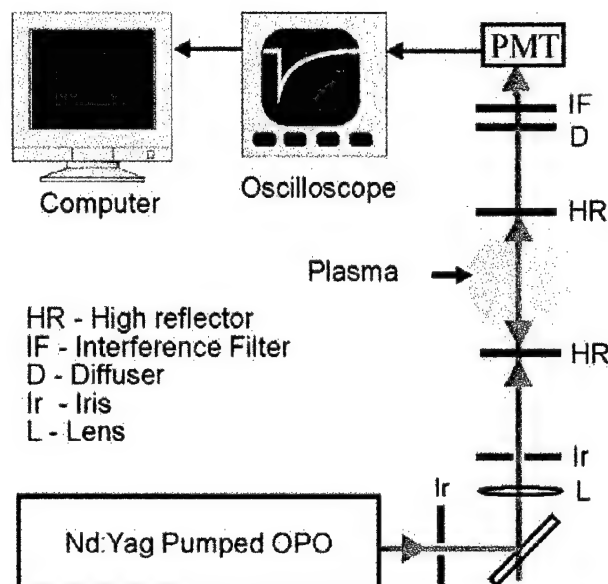 PMT
IF
D
Oscilloscope
Computer
HR
Plasma
HR - High reflector
IF - Interference Filter
D - Diffuser
Ir - Iris
L - Lens
HR
Ir
Ir
L
Nd:Yag Pumped OPO